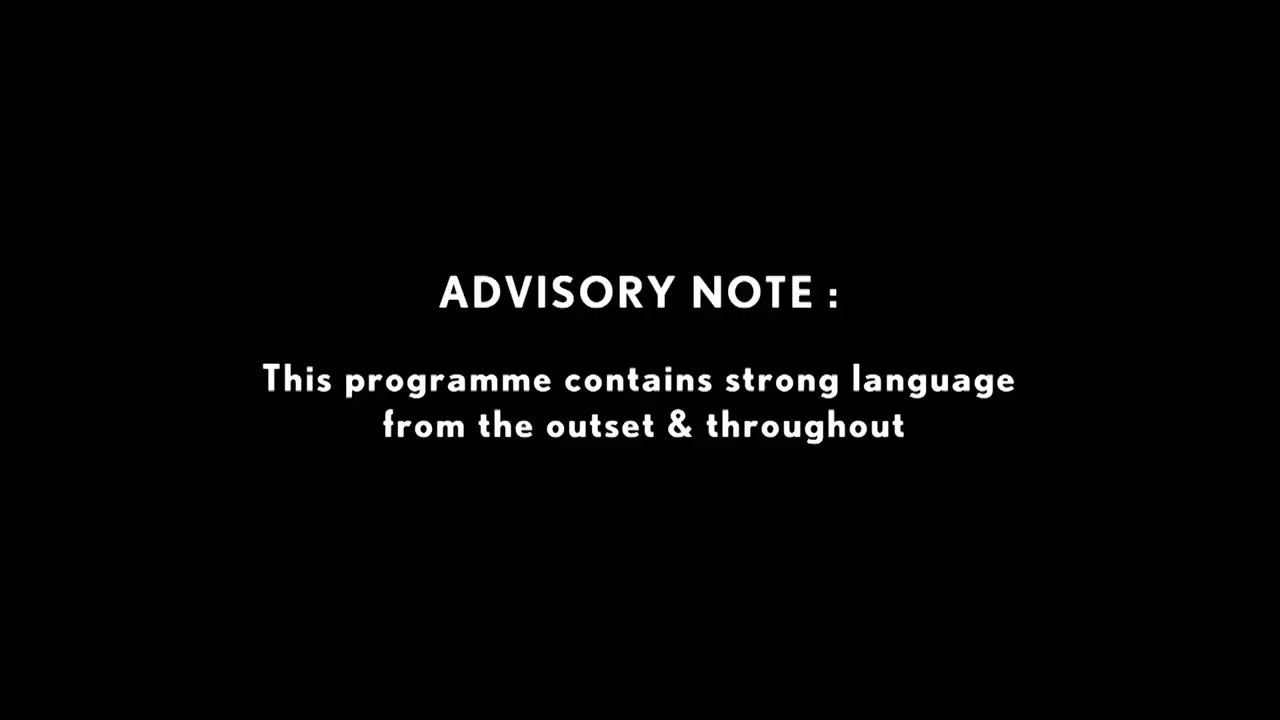 ADVISORY NOTE :
This programme contains strong language
from the outset & throughout